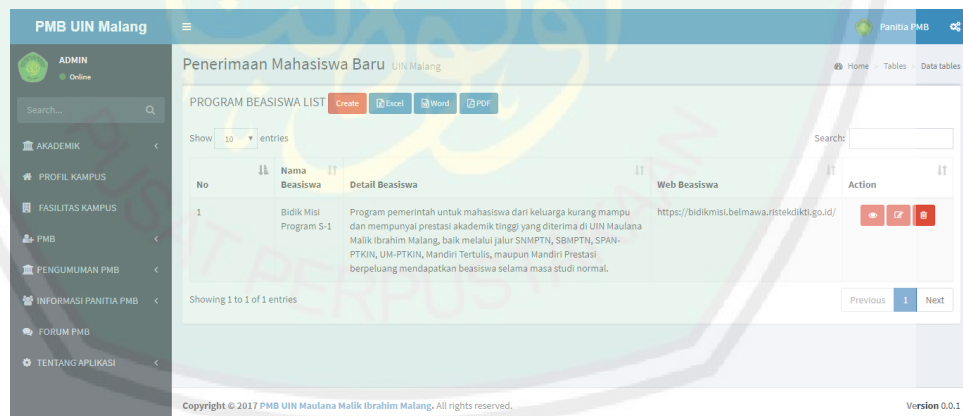 PMB UIN Malang
Panitia PMB
ADMIN
Online
Search...
AKADEMIK
PROFIL KAMPUS
FASILITAS KAMPUS
PMB
PENGUMUMAN PMB
INFORMASI PANITIA PMB
FORUM PMB
TENTANG APLIKASI
Penerimaan Mahasiswa Baru UIN Malang
Home > Tables > Data tables
PROGRAM BEASISWA LIST Create Excel Word PDF
Show 10 entries
Search:
No Nama Beasiswa Detail Beasiswa Web Beasiswa Action
1 Bidik Misi Program S-1
Program pemerintah untuk mahasiswa dari keluarga kurang mampu
dan mempunyai prestasi akademik tinggi yang diterima di UIN Maulana
Malik Ibrahim Malang, baik melalui jalur SNMPTN, SBMPTN, SPAN-
PTKIN, UM-PTKIN, Mandiri Tertulis, maupun Mandiri Prestasi
berpeluang mendapatkan beasiswa selama masa studi normal.
https://bidikmisi.belmawa.ristekdikti.go.id/
Showing 1 to 1 of 1 entries
Previous 1 Next
Copyright © 2017 PMB UIN Maulana Malik Ibrahim Malang. All rights reserved.
Version 0.0.1
PUSAT PERPUSTAKAAN